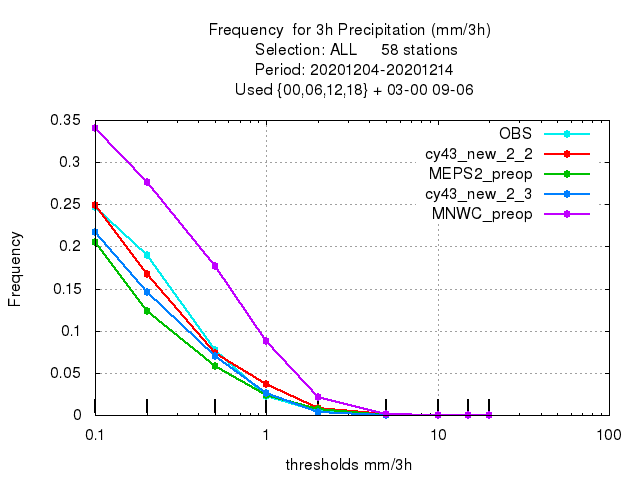 Frequency  for 3h Precipitation (mm/3h)
Selection: ALL     58 stations
Period: 20201204-20201214
Used {00,06,12,18} + 03-00 09-06
0.35
0.3
0.25
0.2
0.15
0.1
0.05
0
Frequency
OBS
cy43_new_2_2
MEPS2_preop
cy43_new_2_3
MNWC_preop
0.1 1 10 100
thresholds mm/3h